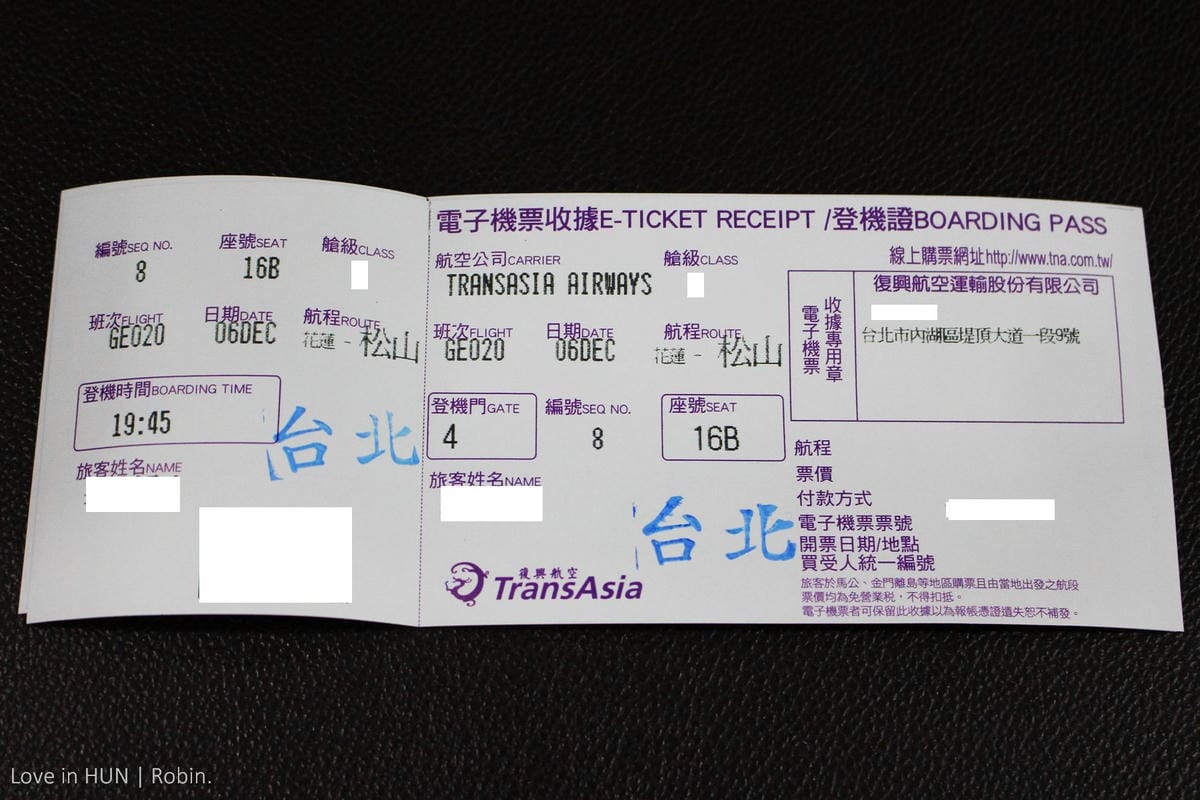 編號SEQ NO. 座號SEAT 艙級CLASS
8 16B
班次FLIGHT 日期DATE 航程ROUTE
GE020 06DEC 花蓮 - 松山
登機時間BOARDING TIME
19:45
台北
旅客姓名NAME
電子機票收據E-TICKET RECEIPT /登機證BOARDING PASS
航空公司CARRIER 艙級CLASS
TRANSASIA AIRWAYS
班次FLIGHT 日期DATE 航程ROUTE
GE020 06DEC 花蓮 - 松山
登機門GATE 編號SEQ NO. 座號SEAT
4 8 16B
旅客姓名NAME
台北
復興航空
TransAsia
線上購票網址http://www.tna.com.tw/
電子機票
收據專用章
復興航空運輸股份有限公司
台北市內湖區堤頂大道一段9號
航程
票價
付款方式
電子機票票號
開票日期/地點
買受人統一編號
旅客於馬公、金門離島等地區購票且由當地出發之航段
票價均為免營業税，不得扣抵。
電子機票者可保留此收據以為報帳憑證遺失恕不補發。
Love in HUN | Robin.